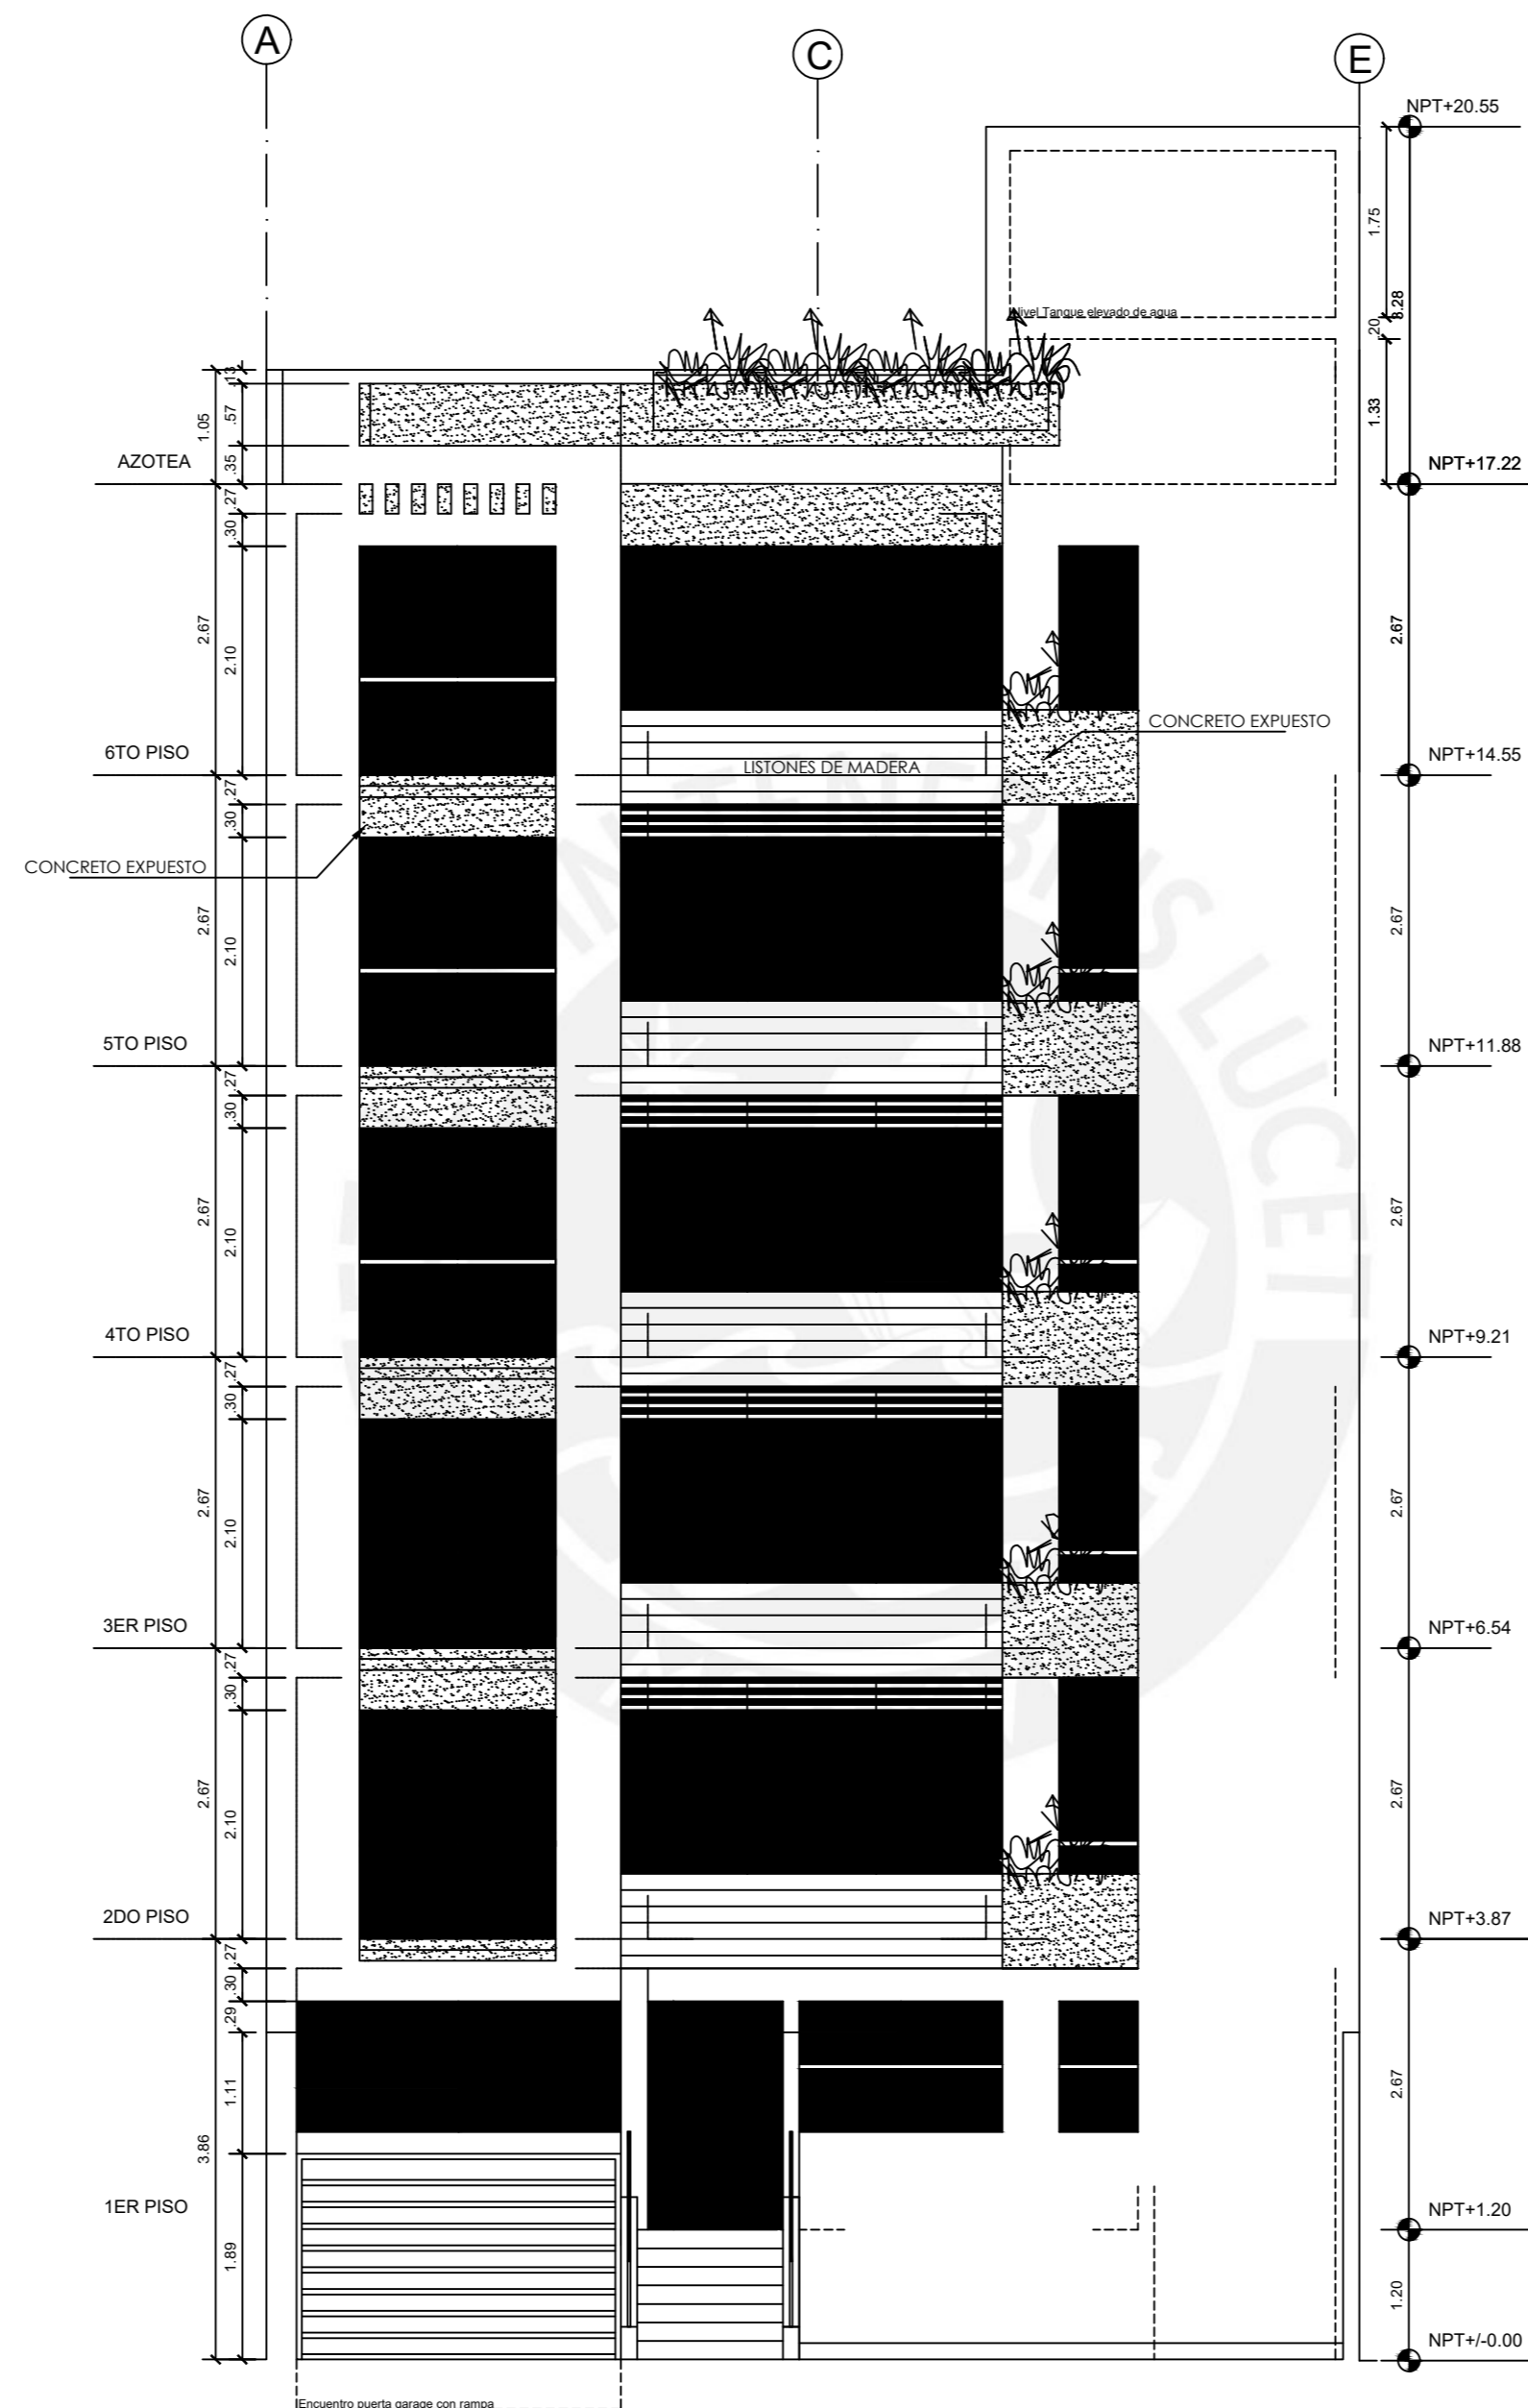 A
C
E
NPT+20.55
1.75
3.28
Nivel Tanque elevado de agua
.20
.13
.57
1.05
1.33
AZOTEA
.35
NPT+17.22
.27
.30
2.67
2.10
2.67
CONCRETO EXPUESTO
6TO PISO
LISTONES DE MADERA
NPT+14.55
.27
.30
CONCRETO EXPUESTO
2.67
2.10
2.67
5TO PISO
NPT+11.88
.27
.30
2.67
2.10
2.67
4TO PISO
NPT+9.21
.27
.30
2.67
2.10
2.67
3ER PISO
NPT+6.54
.27
.30
2.67
2.10
2.67
2DO PISO
NPT+3.87
.27
.30
.29
1.11
2.67
3.86
1ER PISO
NPT+1.20
1.89
1.20
NPT+/-0.00
Encuentro puerta garage con rampa
LUCET